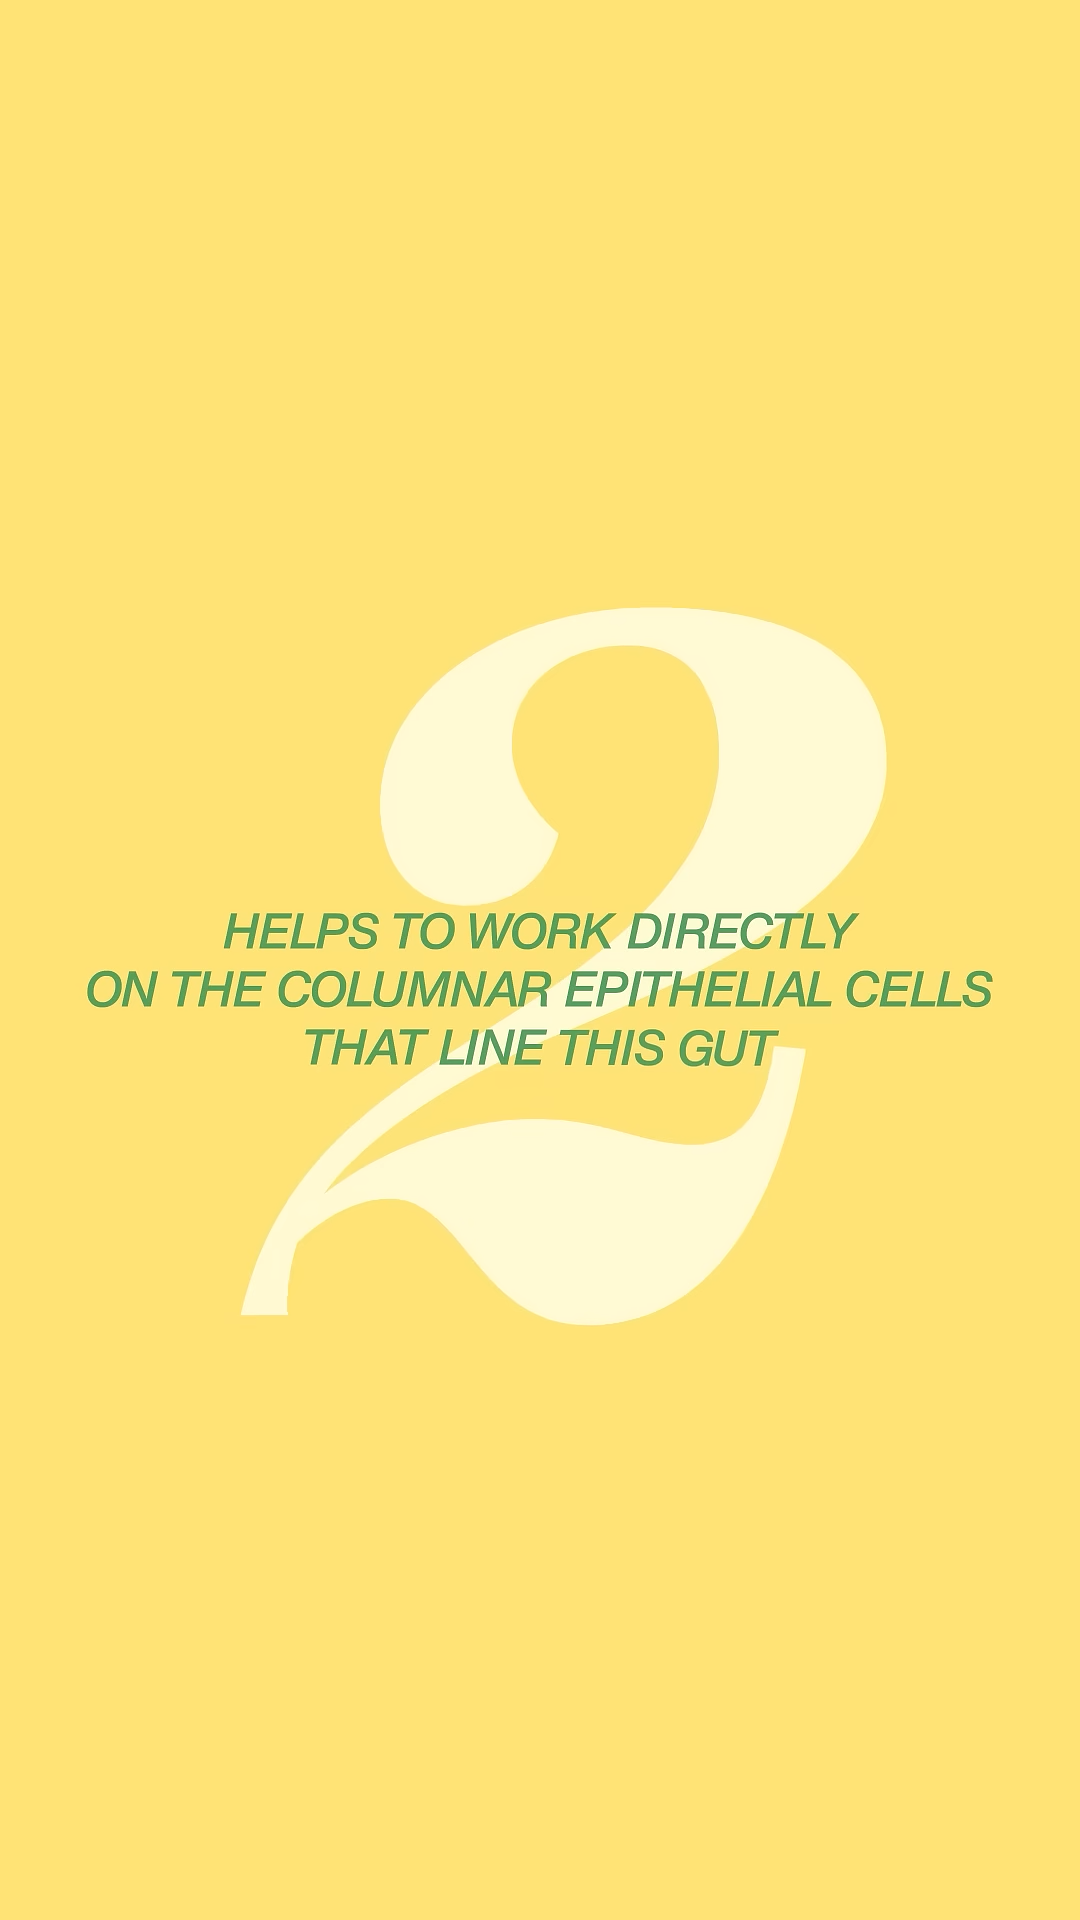 2
HELPS TO WORK DIRECTLY
ON THE COLUMNAR EPITHELIAL CELLS
THAT LINE THIS GUT